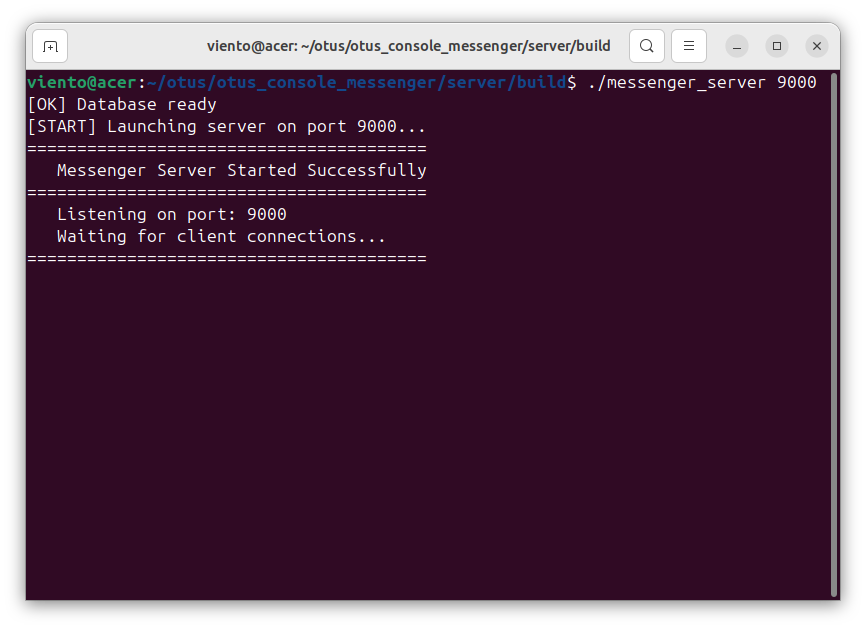 viento@acer: ~/otus/otus_console_messenger/server/build
viento@acer:~/otus/otus_console_messenger/server/build$ ./messenger_server 9000
[OK] Database ready
[START] Launching server on port 9000...
========================================
   Messenger Server Started Successfully
========================================
   Listening on port: 9000
   Waiting for client connections...
========================================